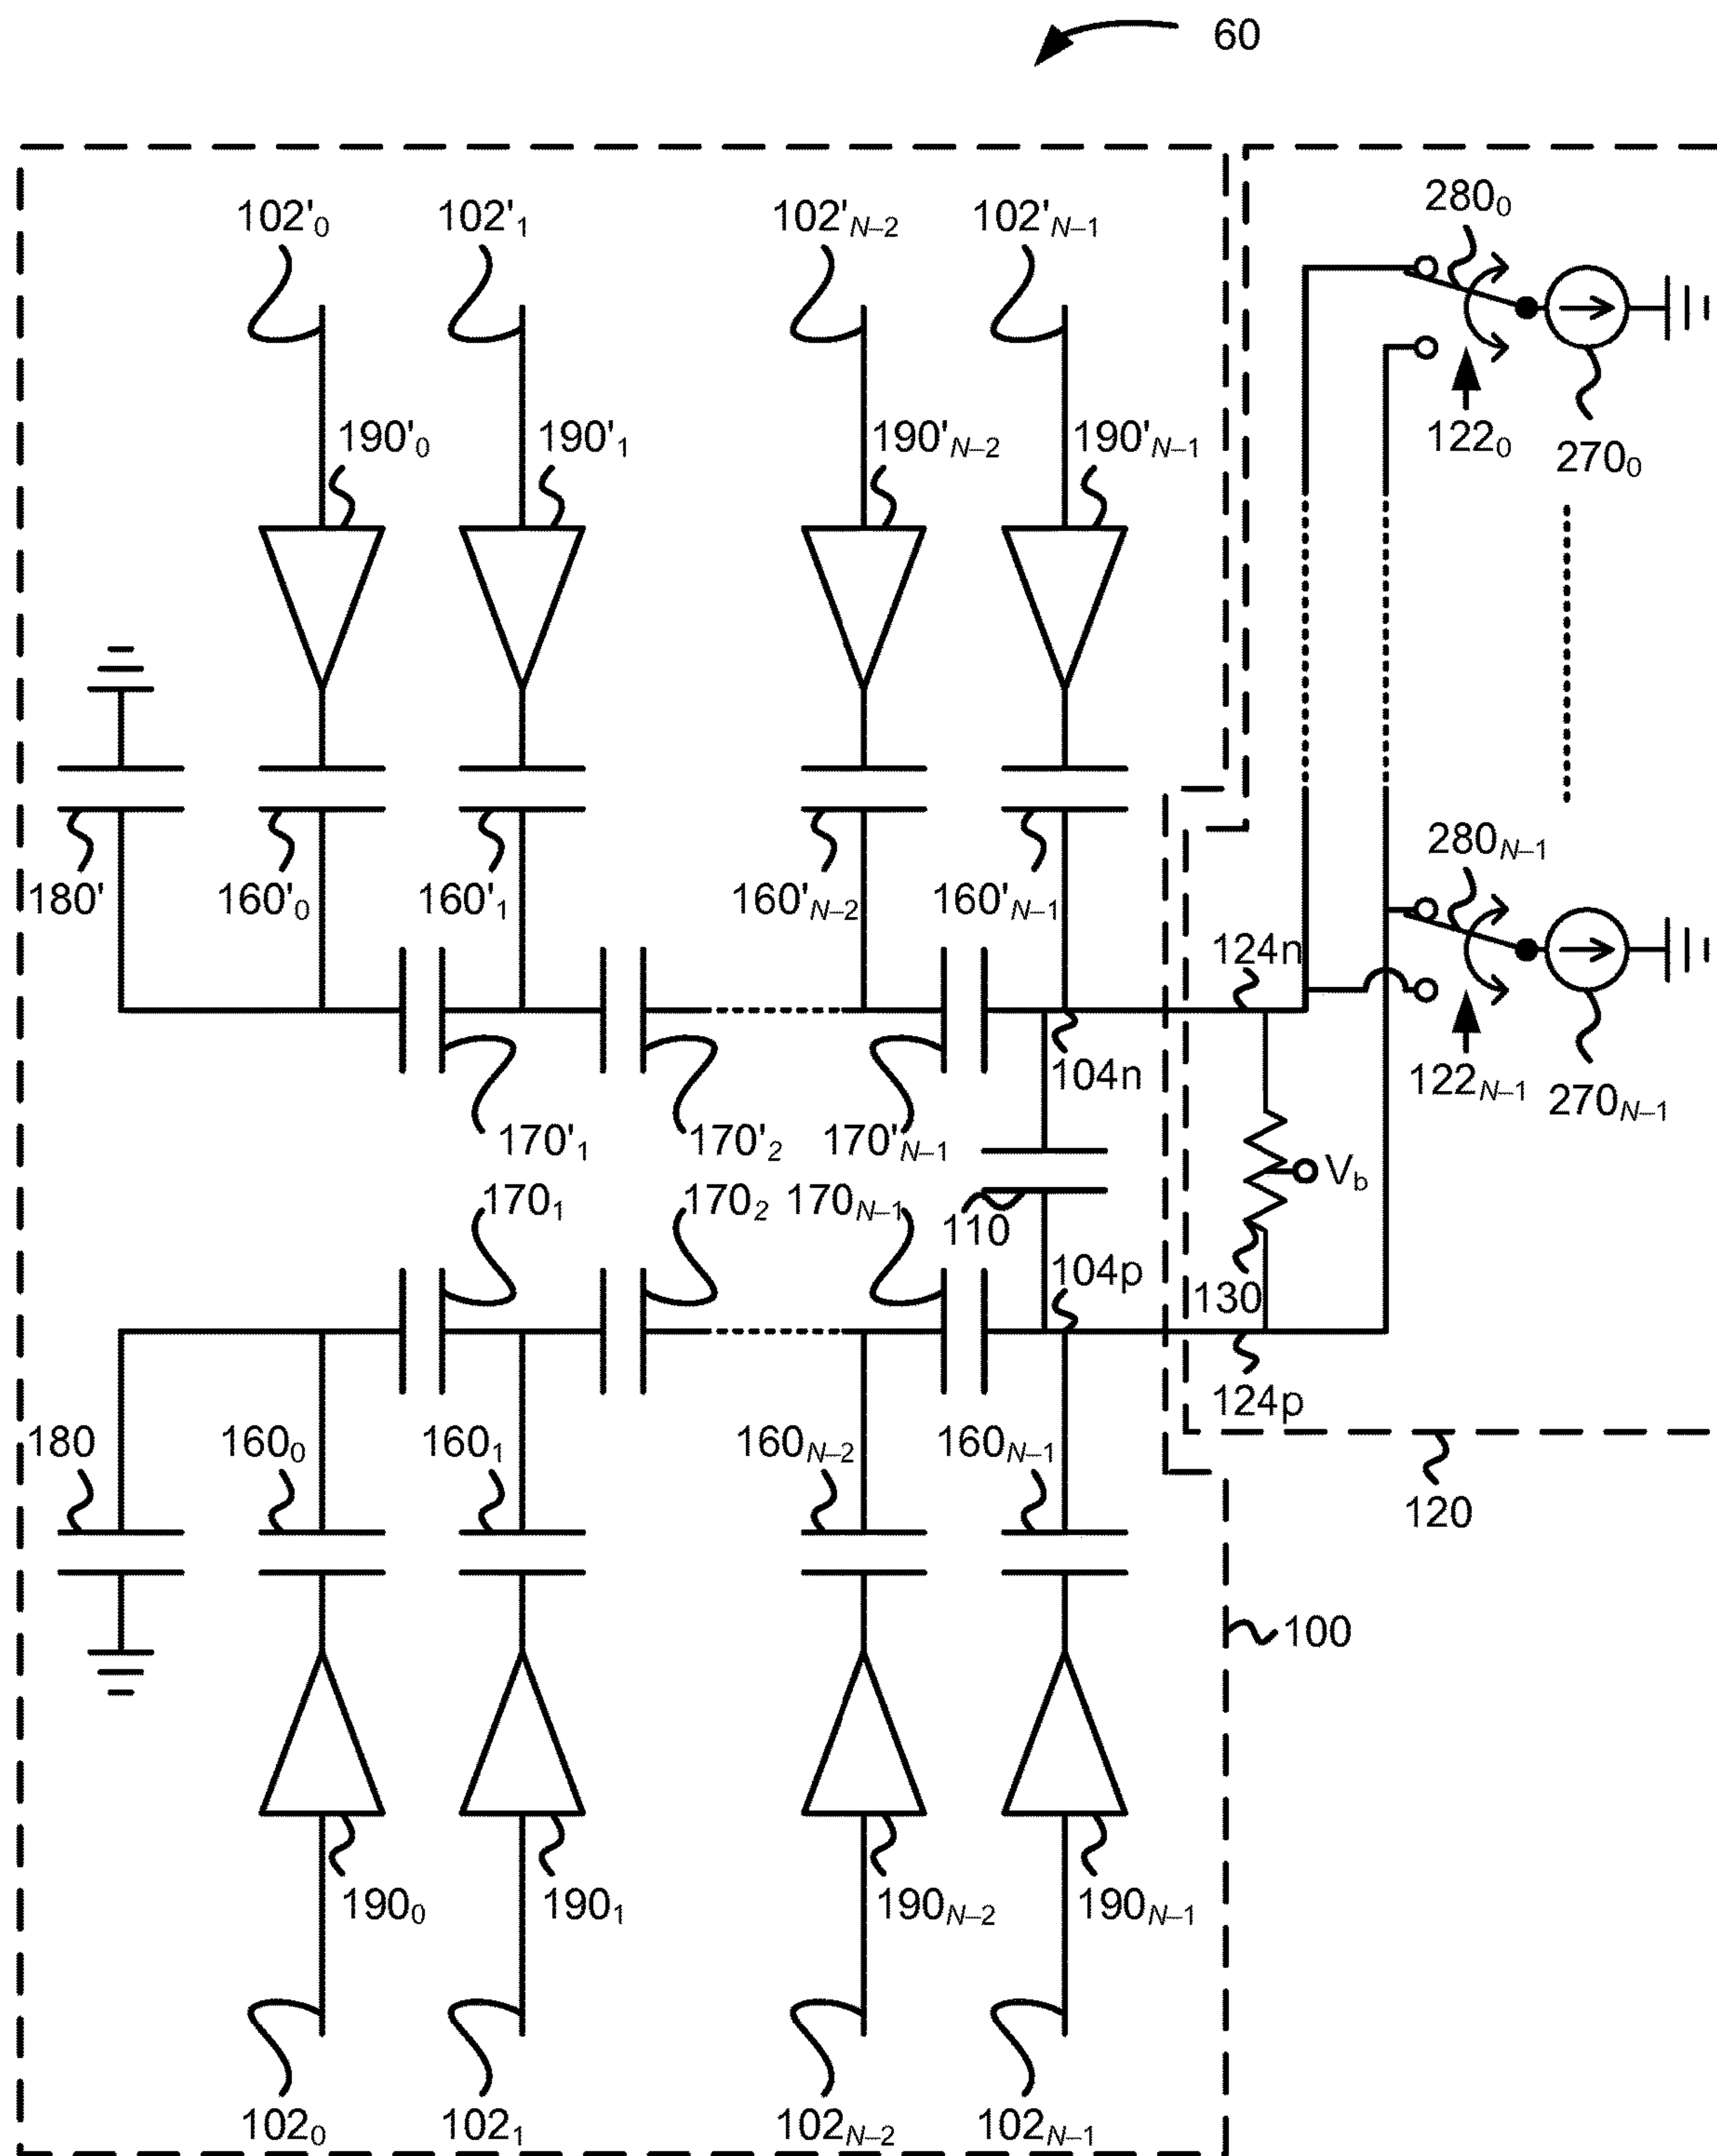 60
280₀
102'₀ 102'₁ 102'N–2 102'N–1
190'₀ 190'₁ 190'N–2 190'N–1 122₀ 270₀
280N–1
180' 160'₀ 160'₁ 160'N–2 160'N–1
124n
104n 122N–1 270N–1
170'₁ 170'₂ 170'N–1
Vb
170₁ 170₂ 170N–1 110
104p 130
124p
180 160₀ 160₁ 160N–2 160N–1
120
100
190₀ 190₁ 190N–2 190N–1
102₀ 102₁ 102N–2 102N–1